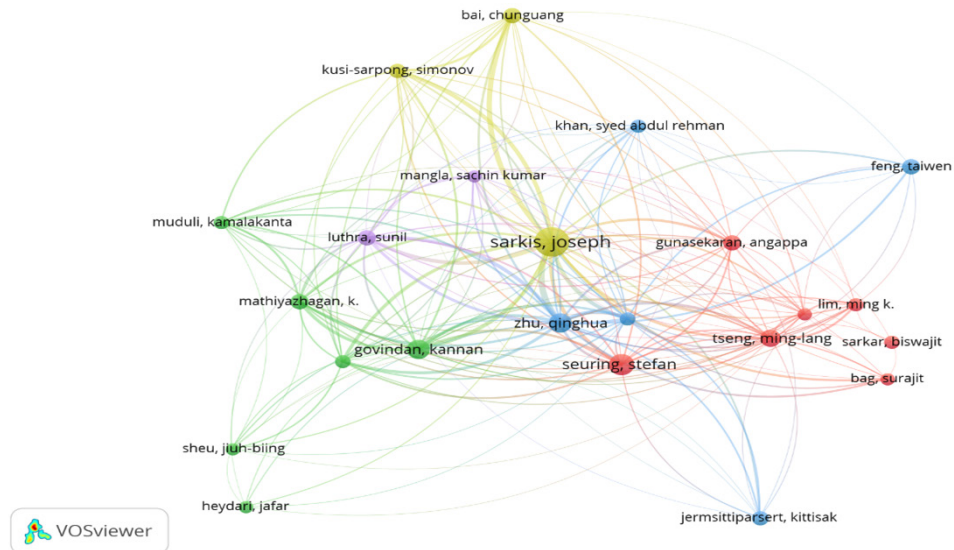 bai, chunguang
kusi-sarpong, simonov
khan, syed abdul rehman
feng, taiwen
mangla, sachin kumar
muduli, kamalakanta
luthra, sunil
sarkis, joseph
gunasekaran, angappa
mathiyazhagan, k.
lim, ming k.
zhu, qinghua
tseng, ming-lang
sarkar, biswajit
govindan, kannan
seuring, stefan
bag, surajit
sheu, jiuh-biing
heydari, jafar
jermsittiparsert, kittisak
VOSviewer